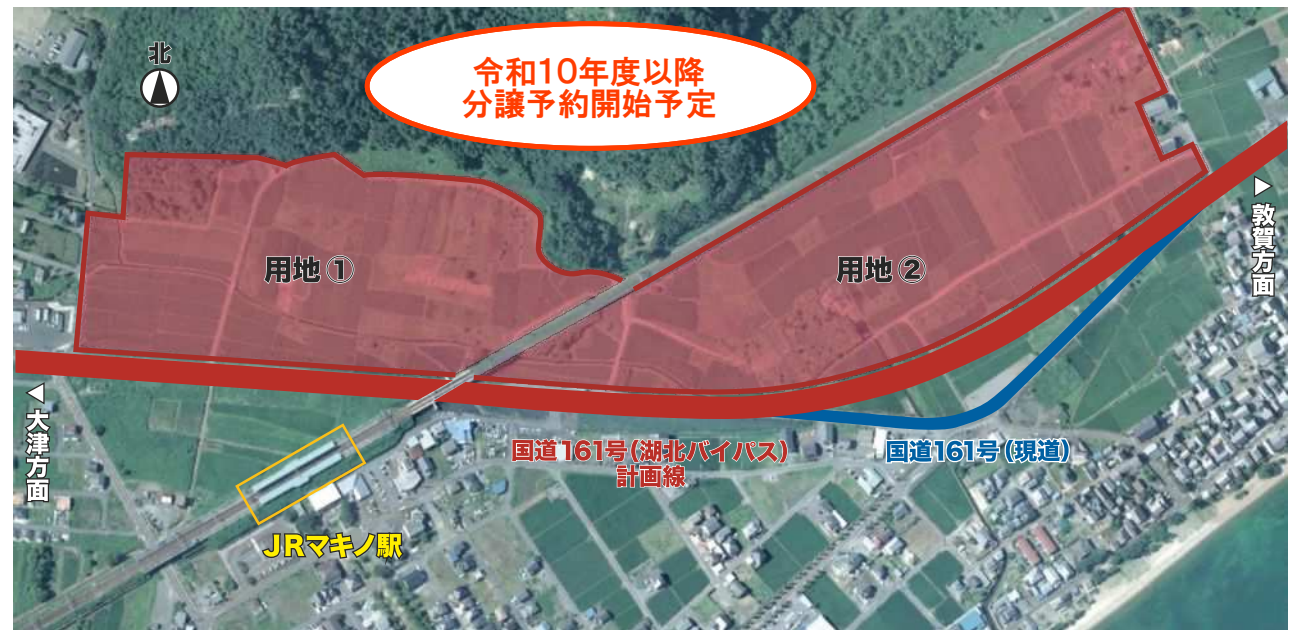 北
令和10年度以降
分譲予約開始予定
用地①
用地②
▶敦賀方面
◀大津方面
国道161号(湖北バイパス)
計画線
国道161号(現道)
JRマキノ駅